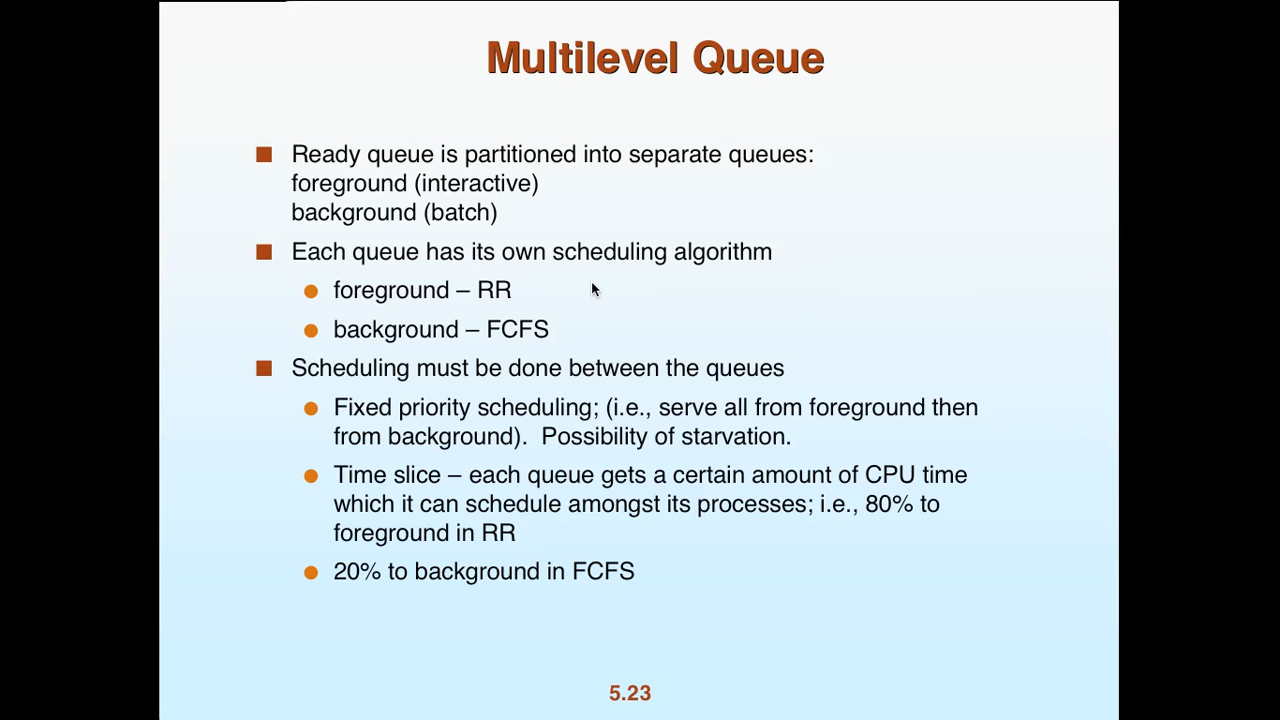 Multilevel Queue
Ready queue is partitioned into separate queues:
foreground (interactive)
background (batch)
Each queue has its own scheduling algorithm
foreground – RR
background – FCFS
Scheduling must be done between the queues
Fixed priority scheduling; (i.e., serve all from foreground then
from background).  Possibility of starvation.
Time slice – each queue gets a certain amount of CPU time
which it can schedule amongst its processes; i.e., 80% to
foreground in RR
20% to background in FCFS
5.23